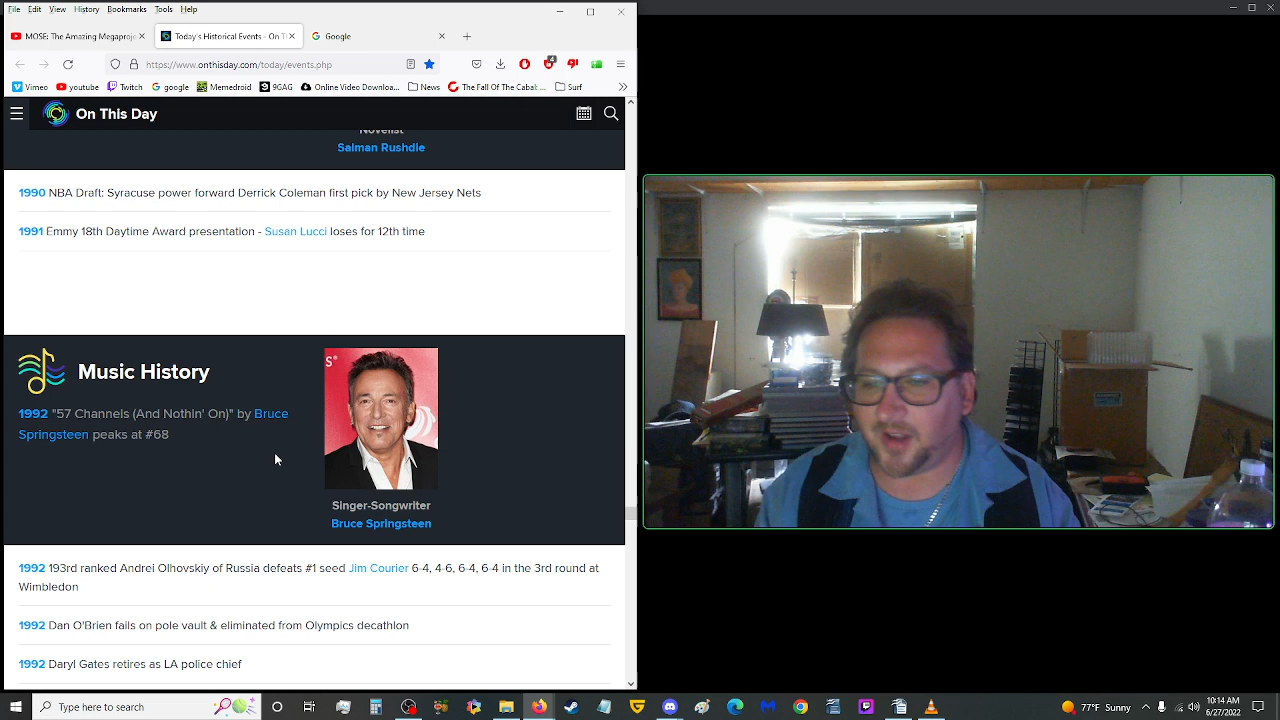 File Edit View History Bookmarks Tools Help
MOSE: The Amazing Megaproje
Today's Historical Events - On Tl
Google
https://www.onthisday.com/today/events.php
4
Vimeo youtube Twitch google Memedroid 9GAG Online Video Downloa... News The Fall Of The Cabal:... Surf
On This Day
Novelist
Salman Rushdie
1990 NBA Draft: Syracuse power forward Derrick Coleman first pick by New Jersey Nets
1991 Emmy 18th Daytime Award presentation - Susan Lucci loses for 12th time
S®
Music History
1992 "57 Channels (And Nothin' On)" by Bruce
Springsteen peaks at #68
Singer-Songwriter
Bruce Springsteen
1992 193rd ranked Andrei Olhovskiy of Russia defeats #1 seed Jim Courier 6-4, 4-6, 6-4, 6-4 in the 3rd round at
Wimbledon
1992 Dan O'Brien fails on pole vault & eliminated from Olympics decathlon
1992 Daryl Gates retires as LA police chief
Type here to search
77°F Sunny
10:14 AM
6/27/2022